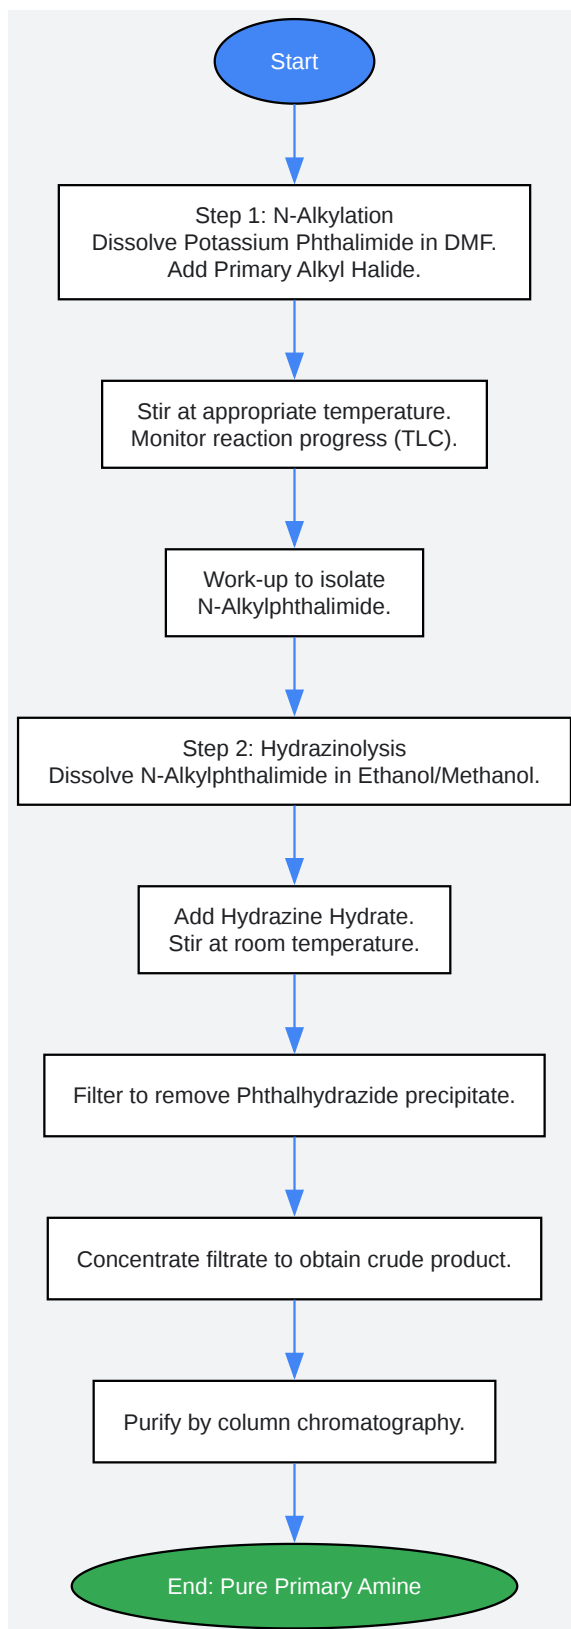 Start
Step 1: N-Alkylation
Dissolve Potassium Phthalimide in DMF.
Add Primary Alkyl Halide.
Stir at appropriate temperature.
Monitor reaction progress (TLC).
Work-up to isolate
N-Alkylphthalimide.
Step 2: Hydrazinolysis
Dissolve N-Alkylphthalimide in Ethanol/Methanol.
Add Hydrazine Hydrate.
Stir at room temperature.
Filter to remove Phthalhydrazide precipitate.
Concentrate filtrate to obtain crude product.
Purify by column chromatography.
End: Pure Primary Amine